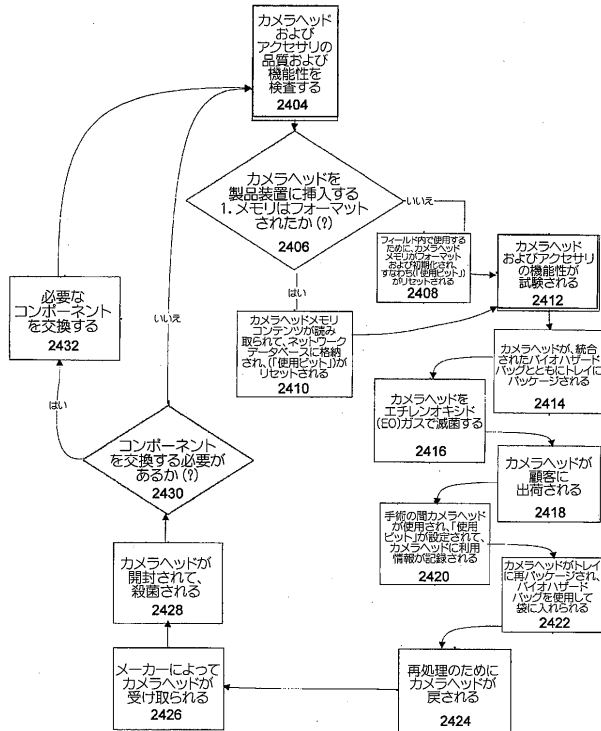 カメラヘッド
および
アクセサリの
品質および
機能性を
検査する
2404
カメラヘッドを
製品装置に挿入する
1. メモリはフォーマット
されたか(?)
2406
いいえ
はい
フィールド内で使用する
ために、カメラヘッド
メモリがフォーマット
および初期化され、
すなわち(「使用ビット」)
がリセットされる
2408
カメラヘッドメモリ
コンテンツが読み
取られて、ネットワーク
データベースに格納
され、(「使用ビット」)が
リセットされる
2410
カメラヘッド
およびアクセサリ
の機能性が
試験される
2412
カメラヘッドが、統合
されたバイオハザード
バッグとともにトレイに
パッケージされる
2414
カメラヘッドを
エチレンオキシド
(EO)ガスで滅菌する
2416
カメラヘッドが
顧客に
出荷される
2418
手術の間カメラヘッド
が使用され、「使用
ビット」が設定されて、
カメラヘッドに利用
情報が記録される
2420
カメラヘッドがトレイ
に再パッケージされ、
バイオハザード
バッグを使用して
袋に入れられる
2422
再処理のために
カメラヘッドが
戻される
2424
メーカーによって
カメラヘッドが
受け取られる
2426
カメラヘッドが
開封されて、
殺菌される
2428
コンポーネント
を交換する必要が
あるか(?)
2430
はい
いいえ
必要な
コンポーネント
を交換する
2432